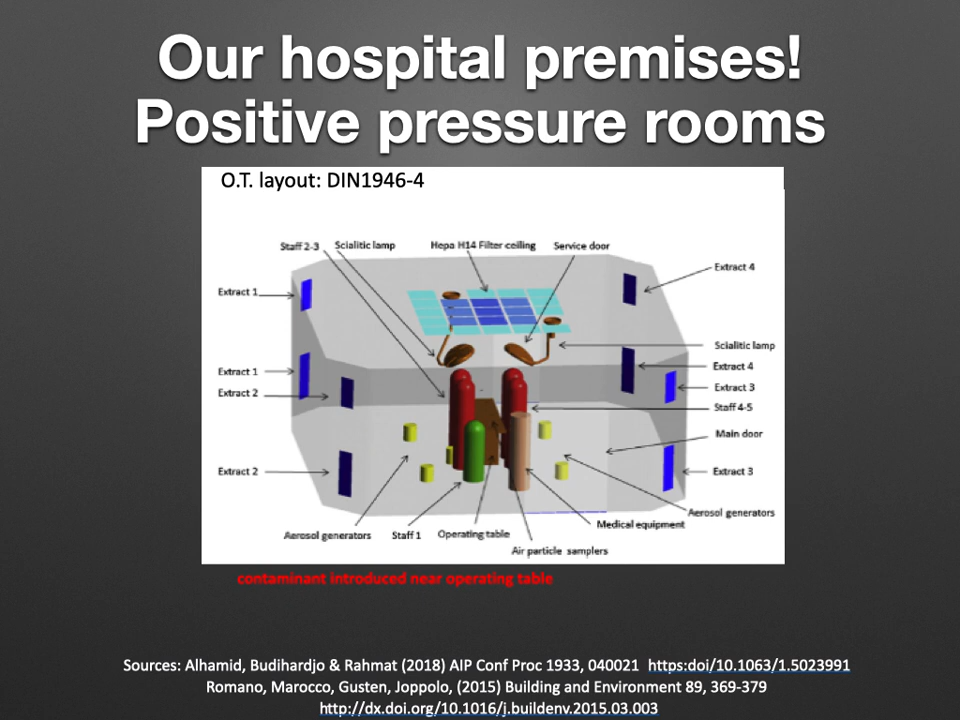 Our hospital premises!
Positive pressure rooms
O.T. layout: DIN1946-4
Staff 2-3
Scialitic lamp
Hepa H14 Filter ceiling
Service door
Extract 4
Extract 1
Scialitic lamp
Extract 4
Extract 1
Extract 3
Extract 2
Staff 4-5
Main door
Extract 2
Extract 3
Aerosol generators
Medical equipment
Aerosol generators
Staff 1
Operating table
Air particle samplers
contaminant introduced near operating table
Sources: Alhamid, Budihardjo & Rahmat (2018) AIP Conf Proc 1933, 040021 https:doi/10.1063/1.5023991
Romano, Marocco, Gusten, Joppolo, (2015) Building and Environment 89, 369-379
http://dx.doi.org/10.1016/j.buildenv.2015.03.003